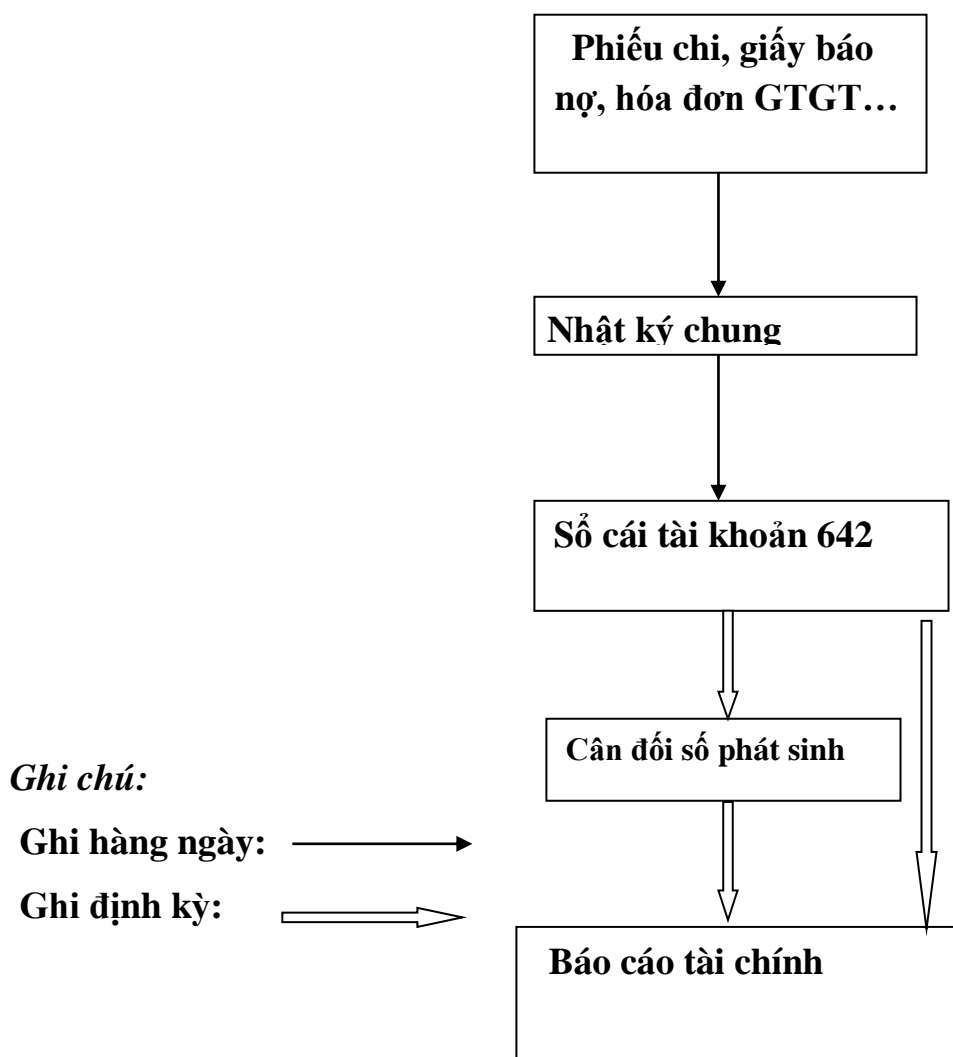 Phiếu chi, giấy báo
nợ, hóa đơn GTGT…
Nhật ký chung
Sổ cái tài khoản 642
Cân đối số phát sinh
Ghi chú:
Ghi hàng ngày:
Ghi định kỳ:
Báo cáo tài chính